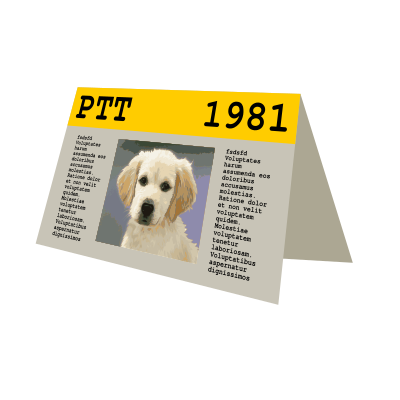 PTT 1981
fsdsfd
Voluptates
harum
assumenda eos
doloribus
accusamus
molestias.
Ratione dolor
et non velit
voluptatem
quidem.
Molestiae
voluptatem
tenetur
laboriosam.
Voluptatibus
aspernatur
dignissimos
fsdsfd
Voluptates
harum
assumenda eos
doloribus
accusamus
molestias.
Ratione dolor
et non velit
voluptatem
quidem.
Molestiae
voluptatem
tenetur
laboriosam.
Voluptatibus
aspernatur
dignissimos